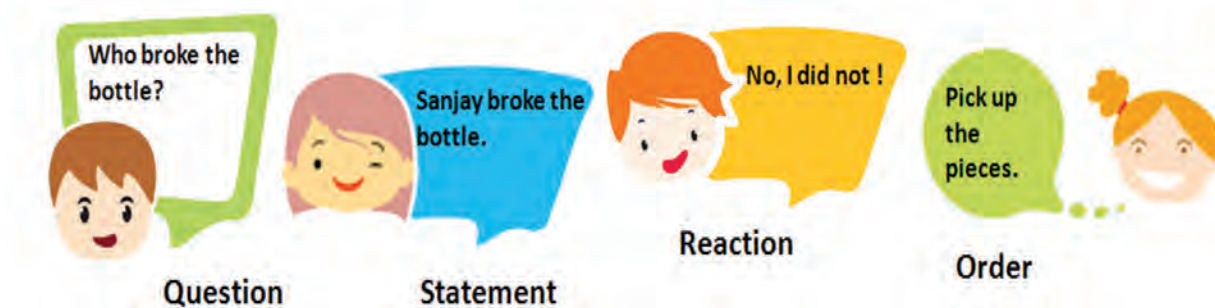 Who broke the
bottle?
Sanjay broke the
bottle.
No, I did not !
Pick up
the
pieces.
Question
Statement
Reaction
Order